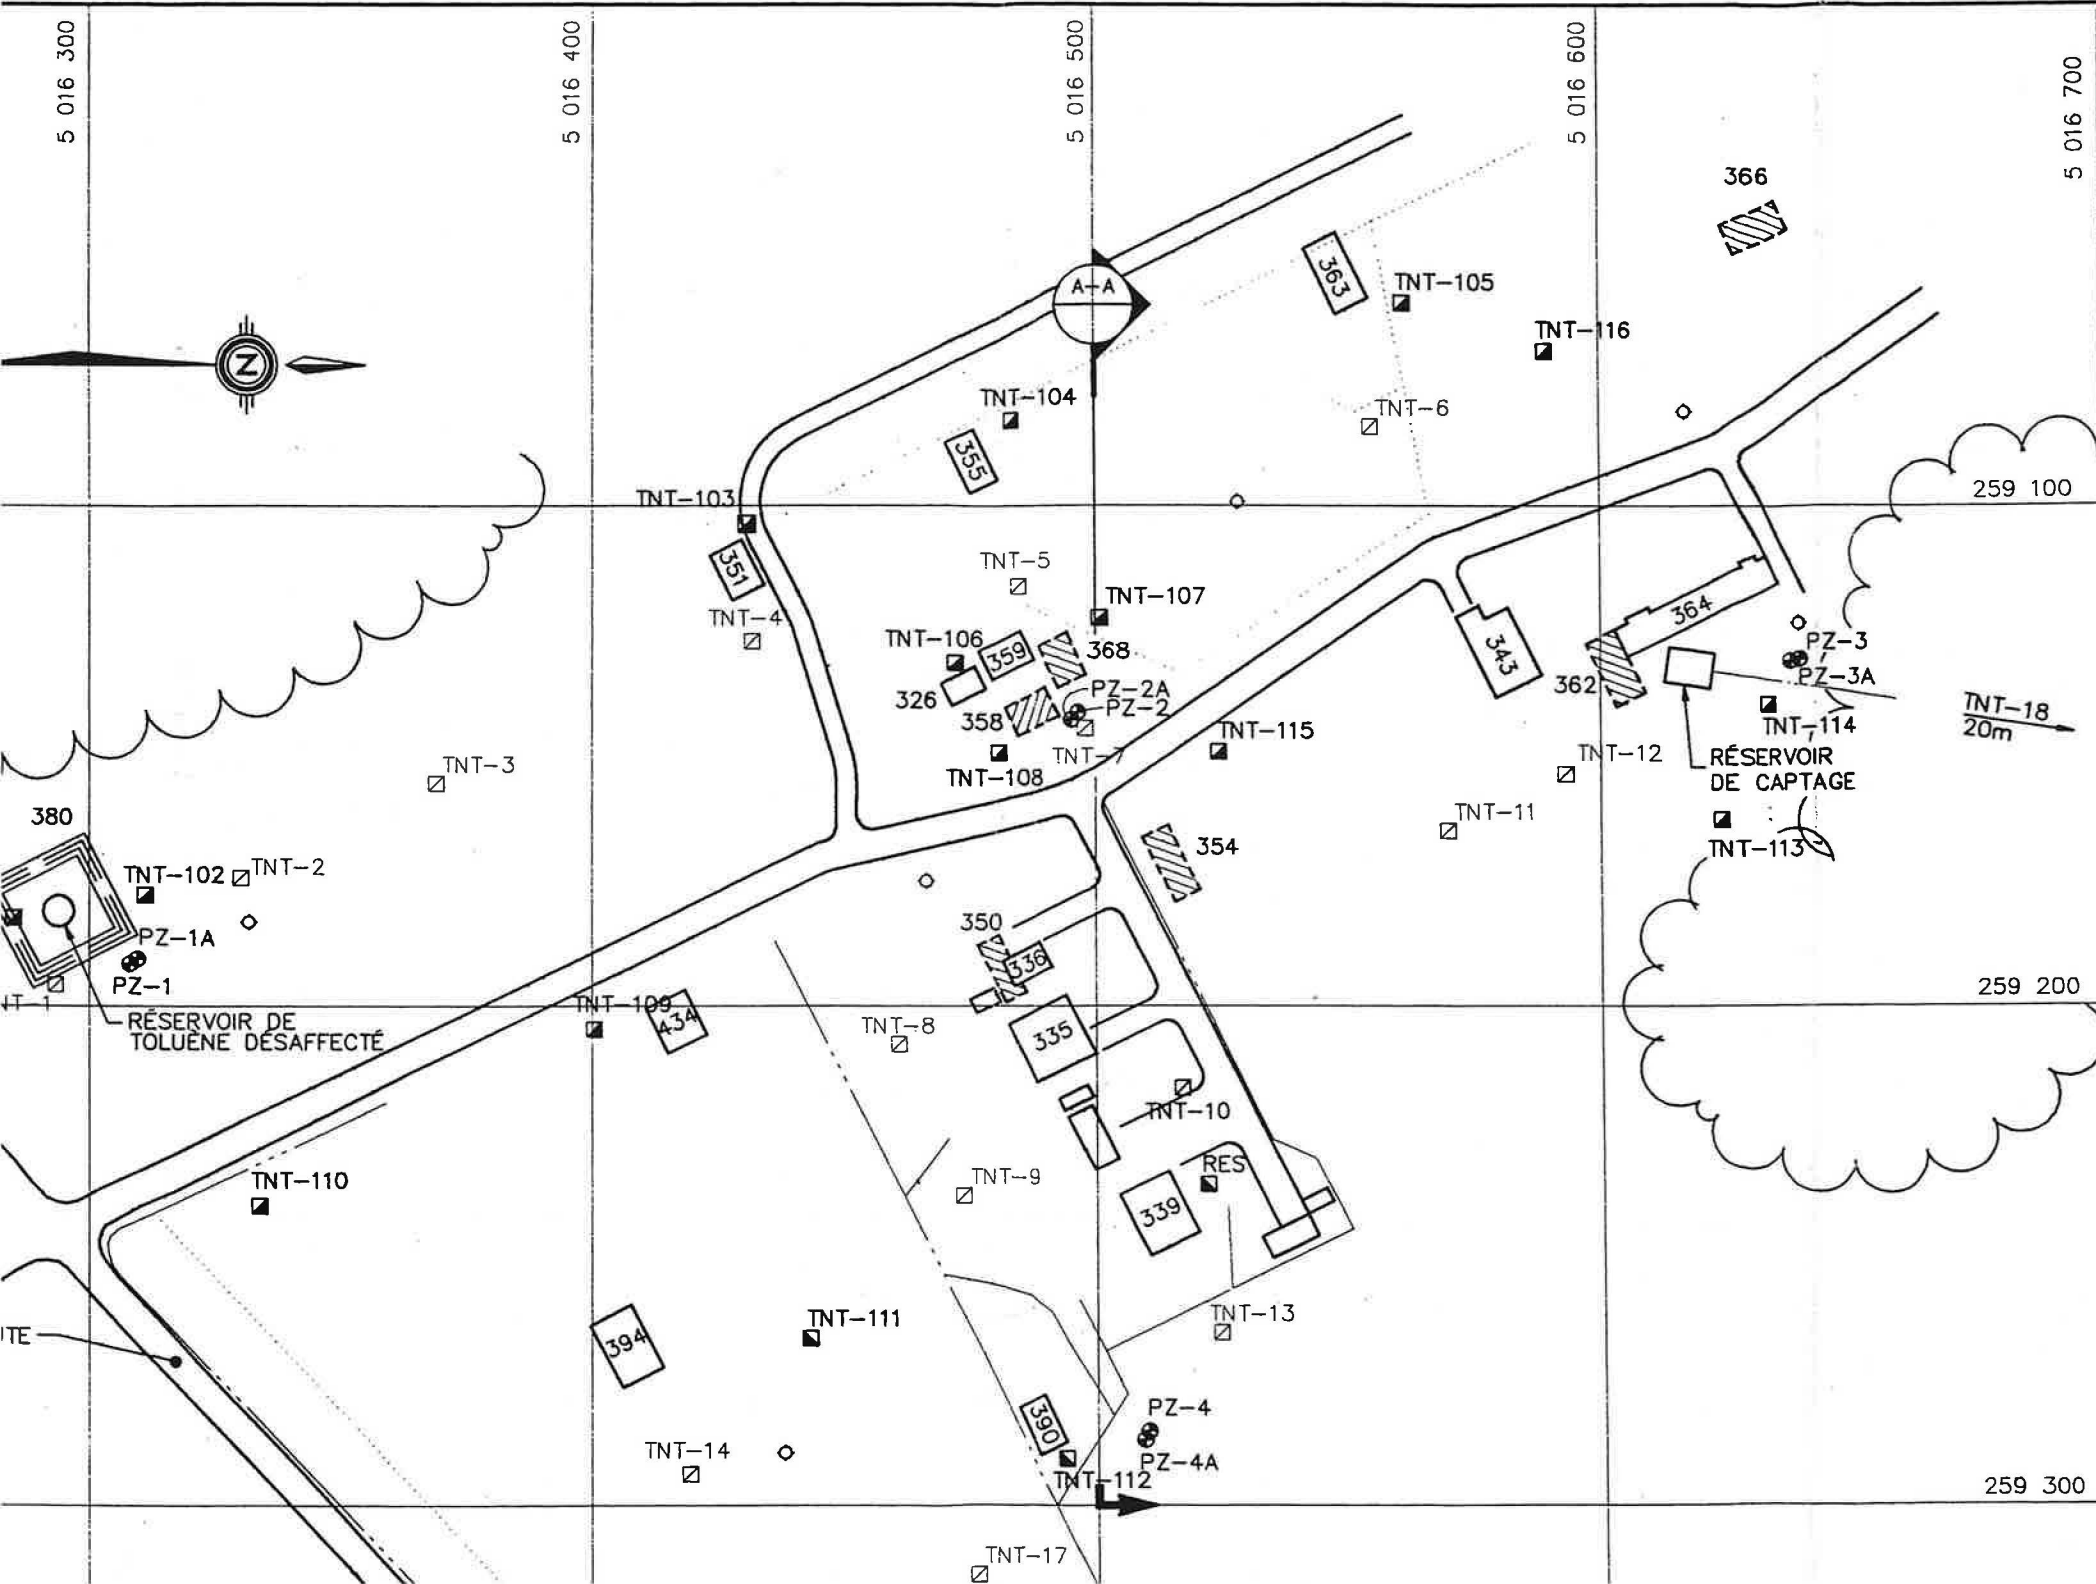 5 016 300
5 016 400
5 016 500
5 016 600
5 016 700
366
A-A
363
TNT-105
TNT-116
N
TNT-104
TNT-6
355
259 100
TNT-103
351
TNT-5
TNT-107
TNT-4
TNT-106
359
368
326
PZ-2A
PZ-2
358
TNT-7
TNT-108
TNT-115
343
364
362
PZ-3
PZ-3A
TNT-114
TNT-18
20m
TNT-12
RÉSERVOIR
DE CAPTAGE
TNT-3
TNT-11
TNT-113
380
354
TNT-102
TNT-2
350
336
PZ-1A
PZ-1
259 200
RÉSERVOIR DE
TOLUÈNE DÉSAFFECTÉ
TNT-109
434
TNT-8
335
TNT-10
RES
TNT-110
TNT-9
339
TNT-111
TNT-13
394
390
PZ-4
PZ-4A
TNT-14
TNT-112
259 300
TNT-17